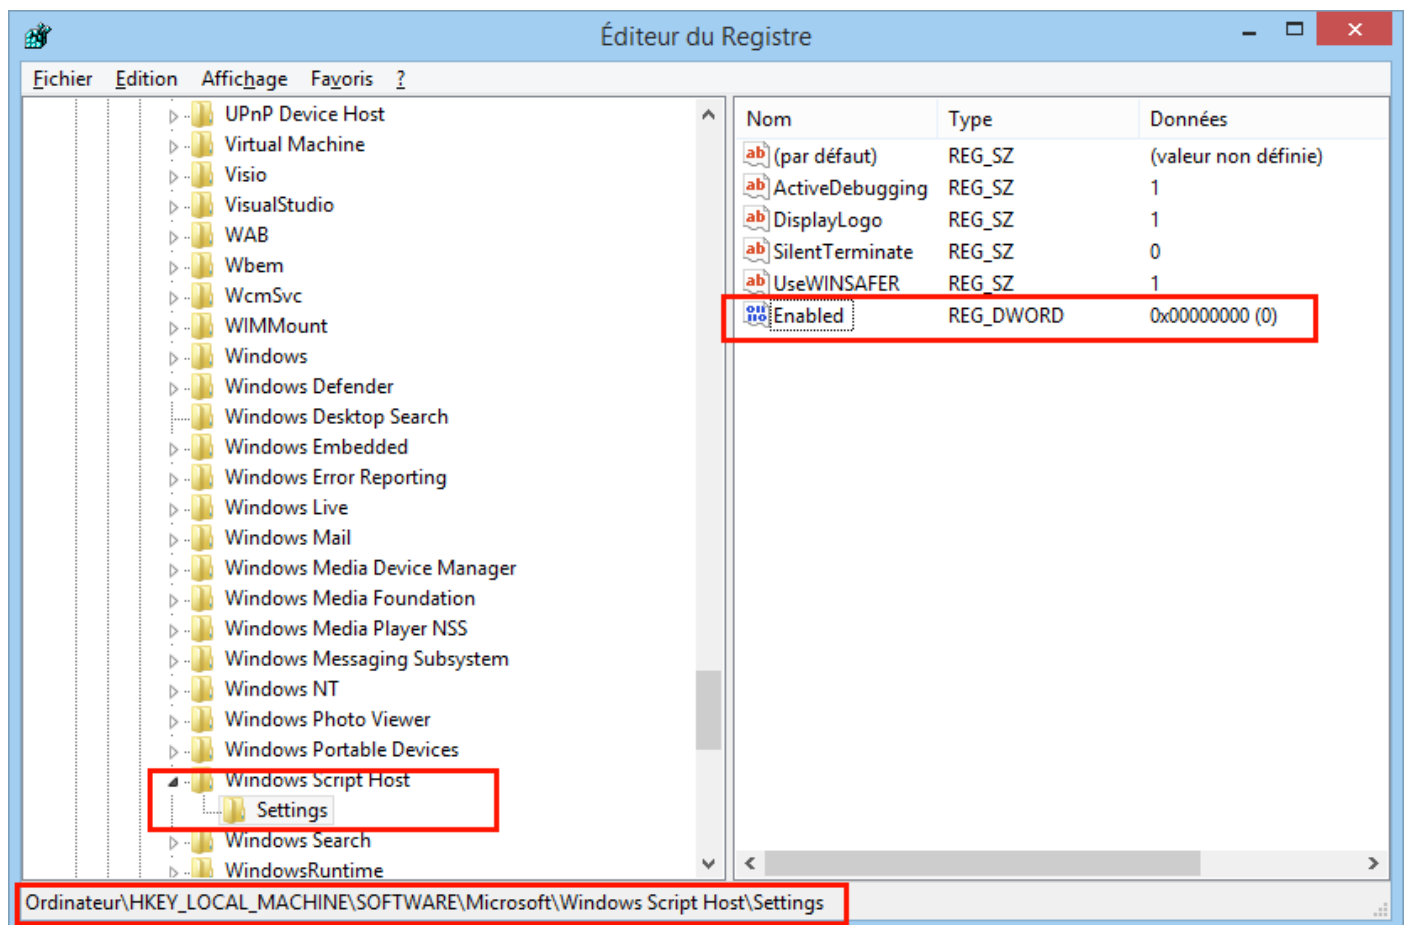 Éditeur du Registre
Fichier Edition Affichage Favoris ?
UPnP Device Host
Virtual Machine
Visio
VisualStudio
WAB
Wbem
WcmSvc
WIMMount
Windows
Windows Defender
Windows Desktop Search
Windows Embedded
Windows Error Reporting
Windows Live
Windows Mail
Windows Media Device Manager
Windows Media Foundation
Windows Media Player NSS
Windows Messaging Subsystem
Windows NT
Windows Photo Viewer
Windows Portable Devices
Windows Script Host
Settings
Windows Search
WindowsRuntime
Nom Type Données
(par défaut) REG_SZ (valeur non définie)
ActiveDebugging REG_SZ 1
DisplayLogo REG_SZ 1
SilentTerminate REG_SZ 0
UseWINSAFER REG_SZ 1
Enabled REG_DWORD 0x00000000 (0)
Ordinateur\HKEY_LOCAL_MACHINE\SOFTWARE\Microsoft\Windows Script Host\Settings